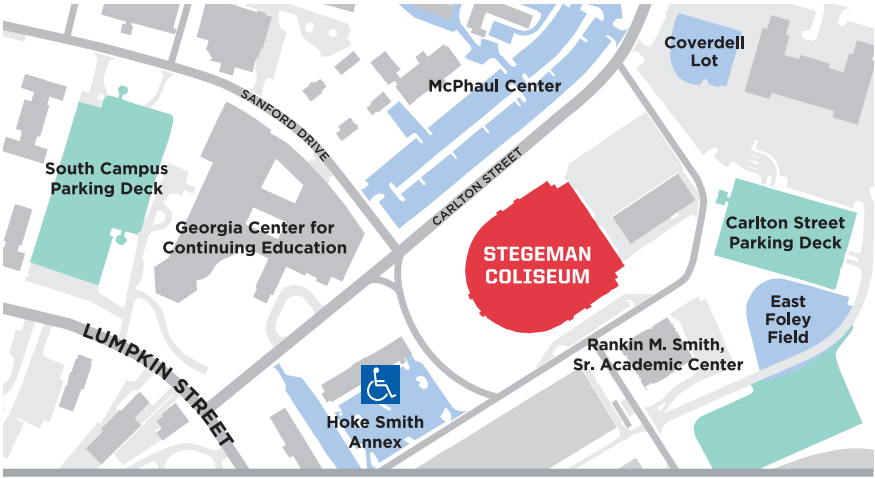 Coverdell
Lot
McPhaul Center
SANFORD DRIVE
CARLTON STREET
South Campus
Parking Deck
Georgia Center for
Continuing Education
Carlton Street
Parking Deck
STEGEMAN
COLISEUM
East
Foley
Field
LUMPKIN STREET
Rankin M. Smith,
Sr. Academic Center
Hoke Smith
Annex